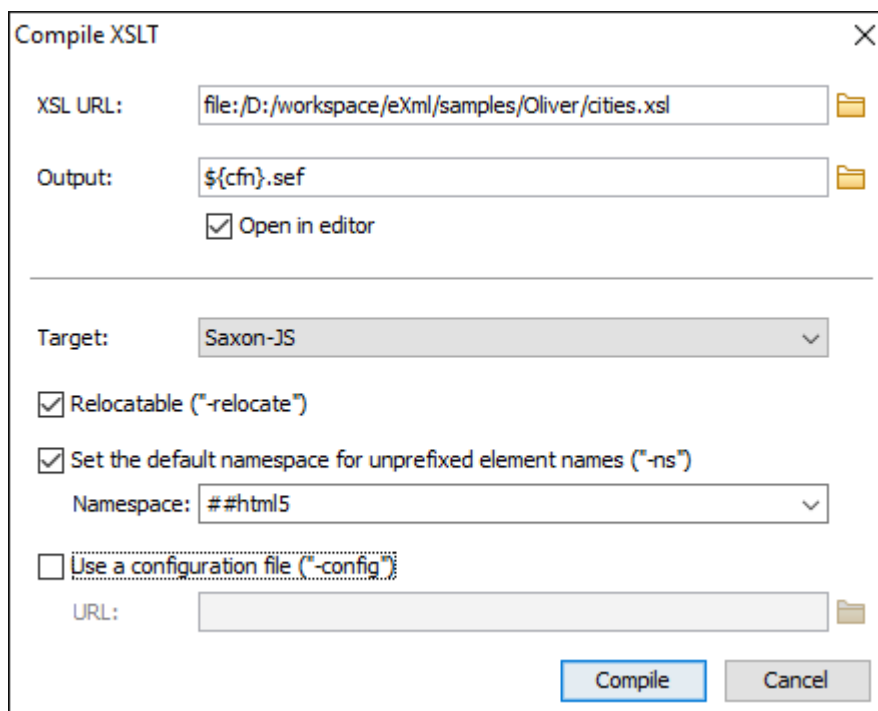 Compile XSLT
XSL URL: file:/D:/workspace/eXml/samples/Oliver/cities.xsl
Output: ${cfn}.sef
Open in editor
Target: Saxon-JS
Relocatable ("-relocate")
Set the default namespace for unprefixed element names ("-ns")
Namespace: ##html5
Use a configuration file ("-config")
URL:
Compile Cancel